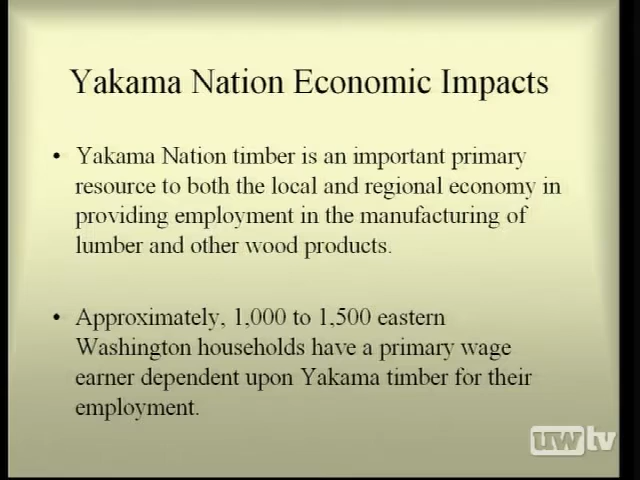 Yakama Nation Economic Impacts
• Yakama Nation timber is an important primary
resource to both the local and regional economy in
providing employment in the manufacturing of
lumber and other wood products.
• Approximately, 1,000 to 1,500 eastern
Washington households have a primary wage
earner dependent upon Yakama timber for their
employment.
uwtv